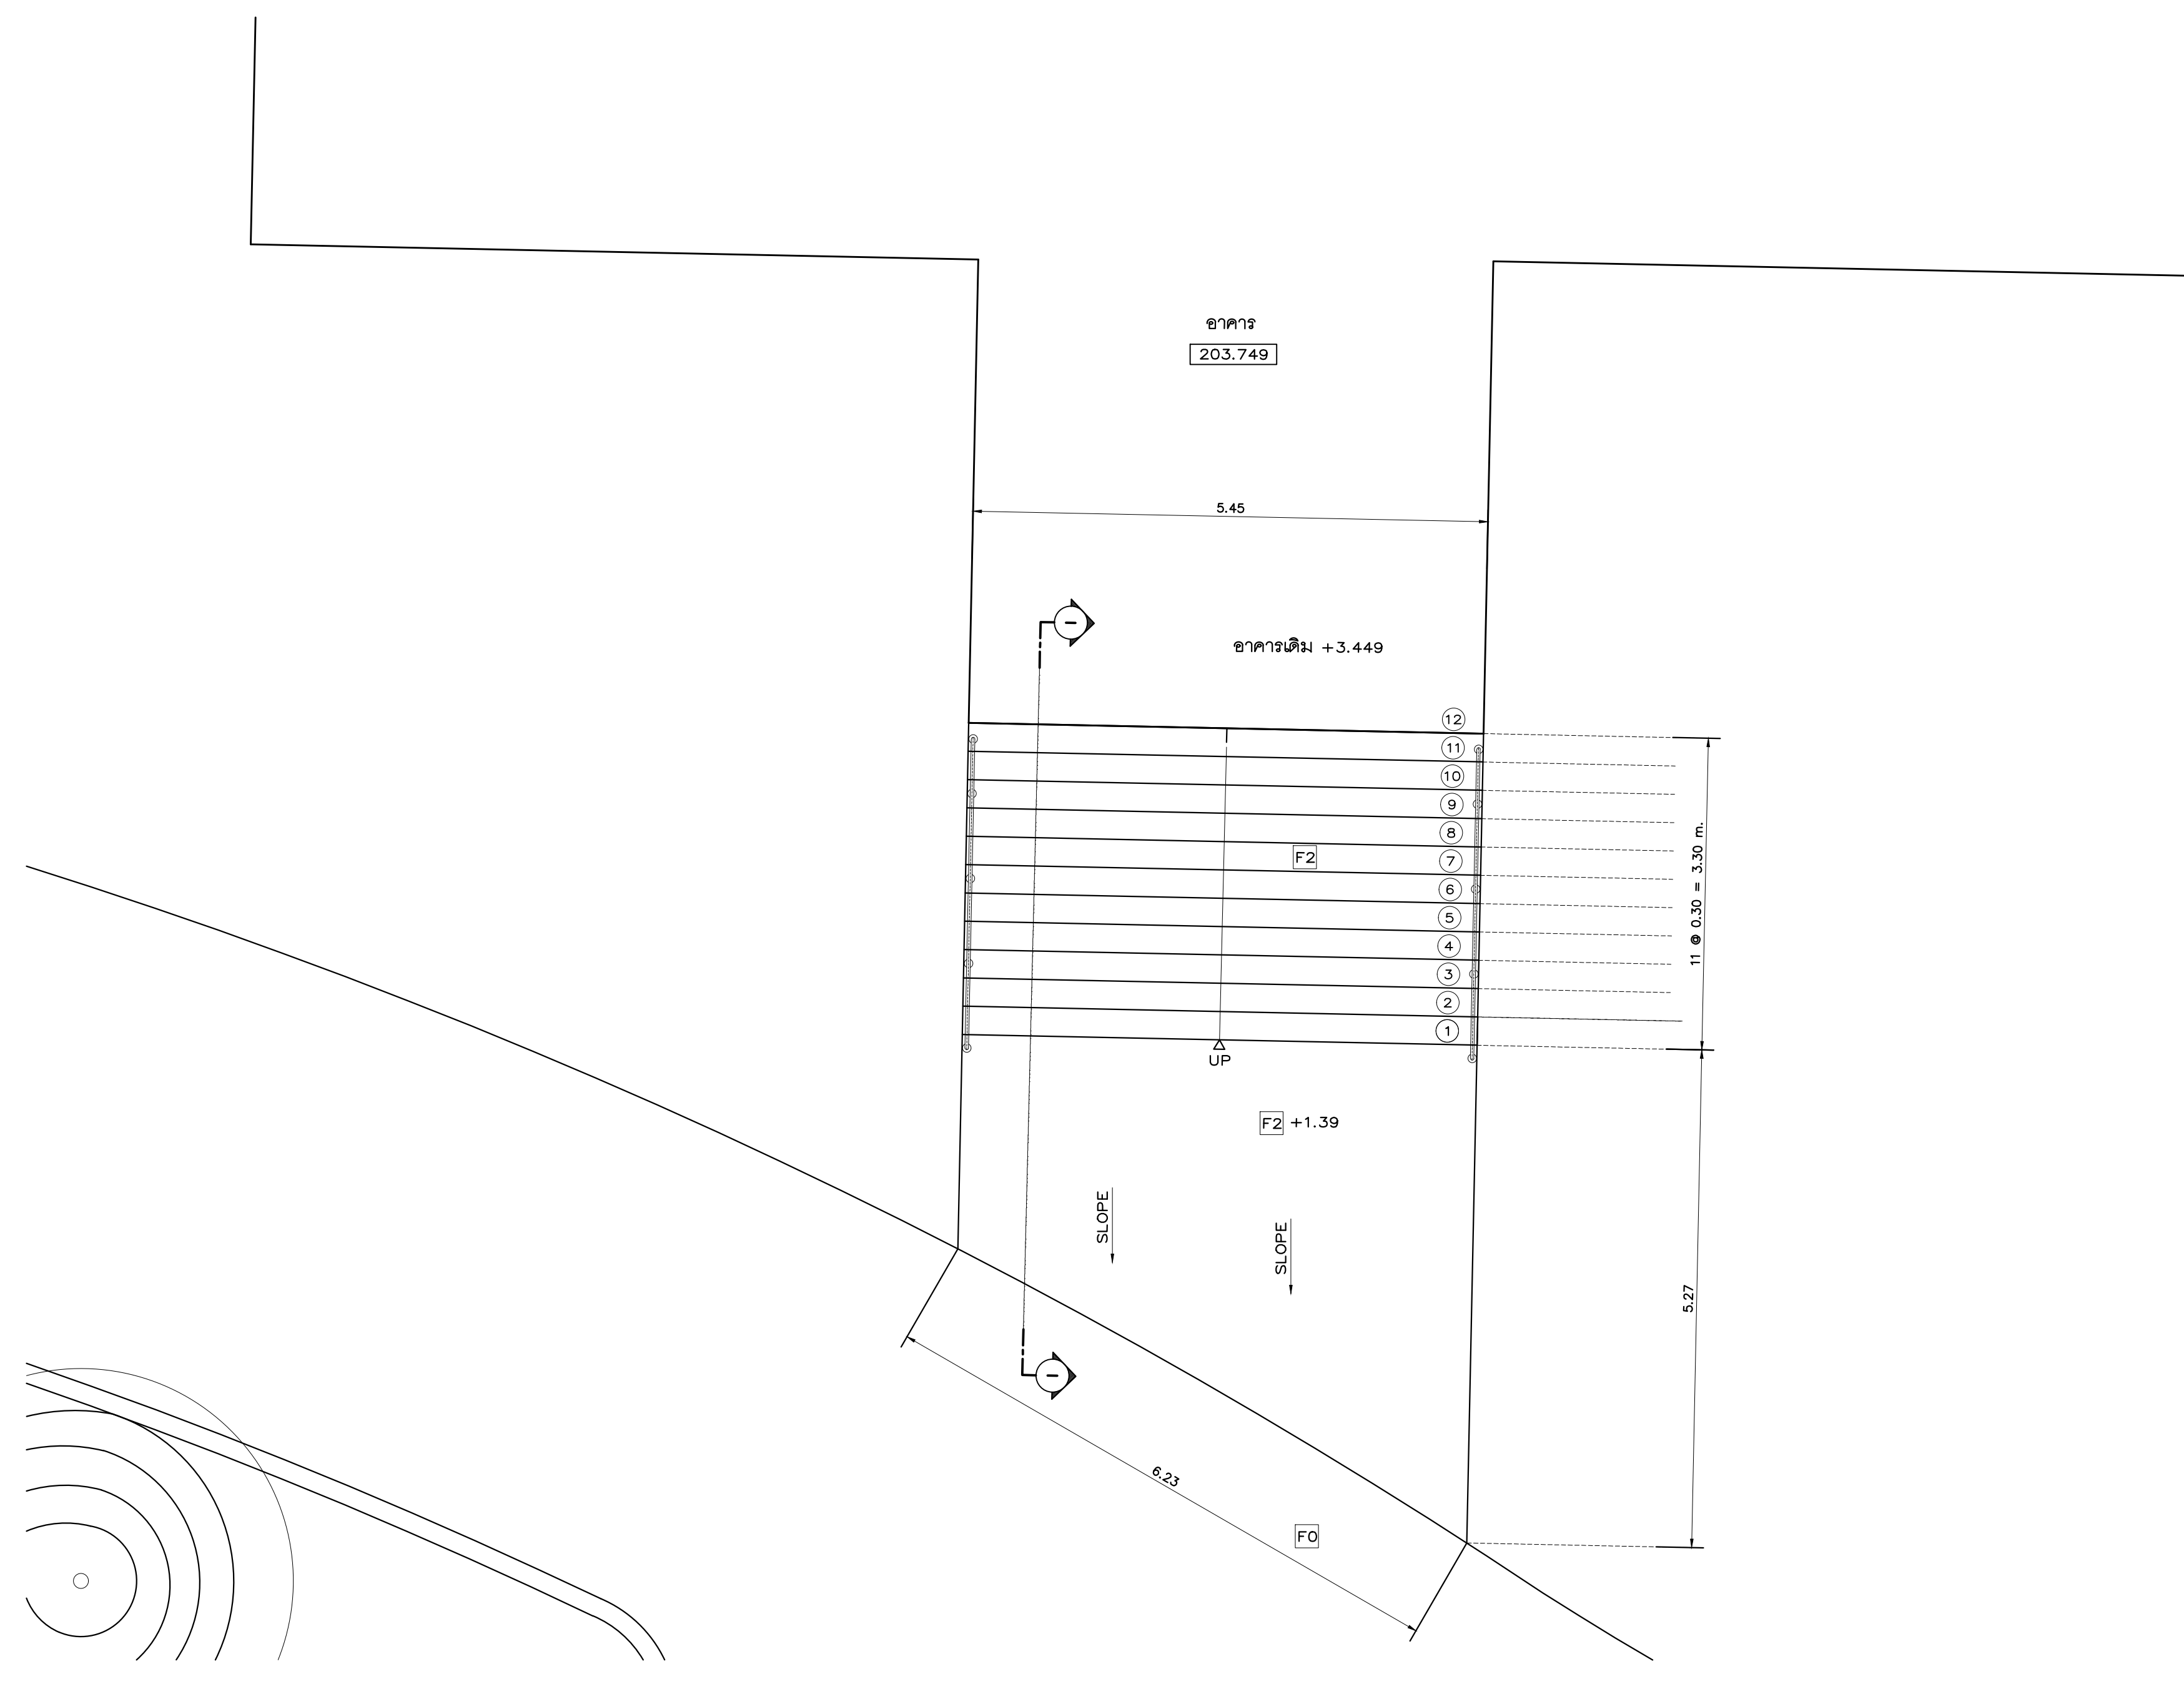 อาคาร
203.749
5.45
อาคารเดิม +3.449
12
11
10
9
8
7
6
5
4
3
2
1
F2
11 @ 0.30 = 3.30 m.
UP
F2 +1.39
SLOPE
SLOPE
5.27
6.23
F0